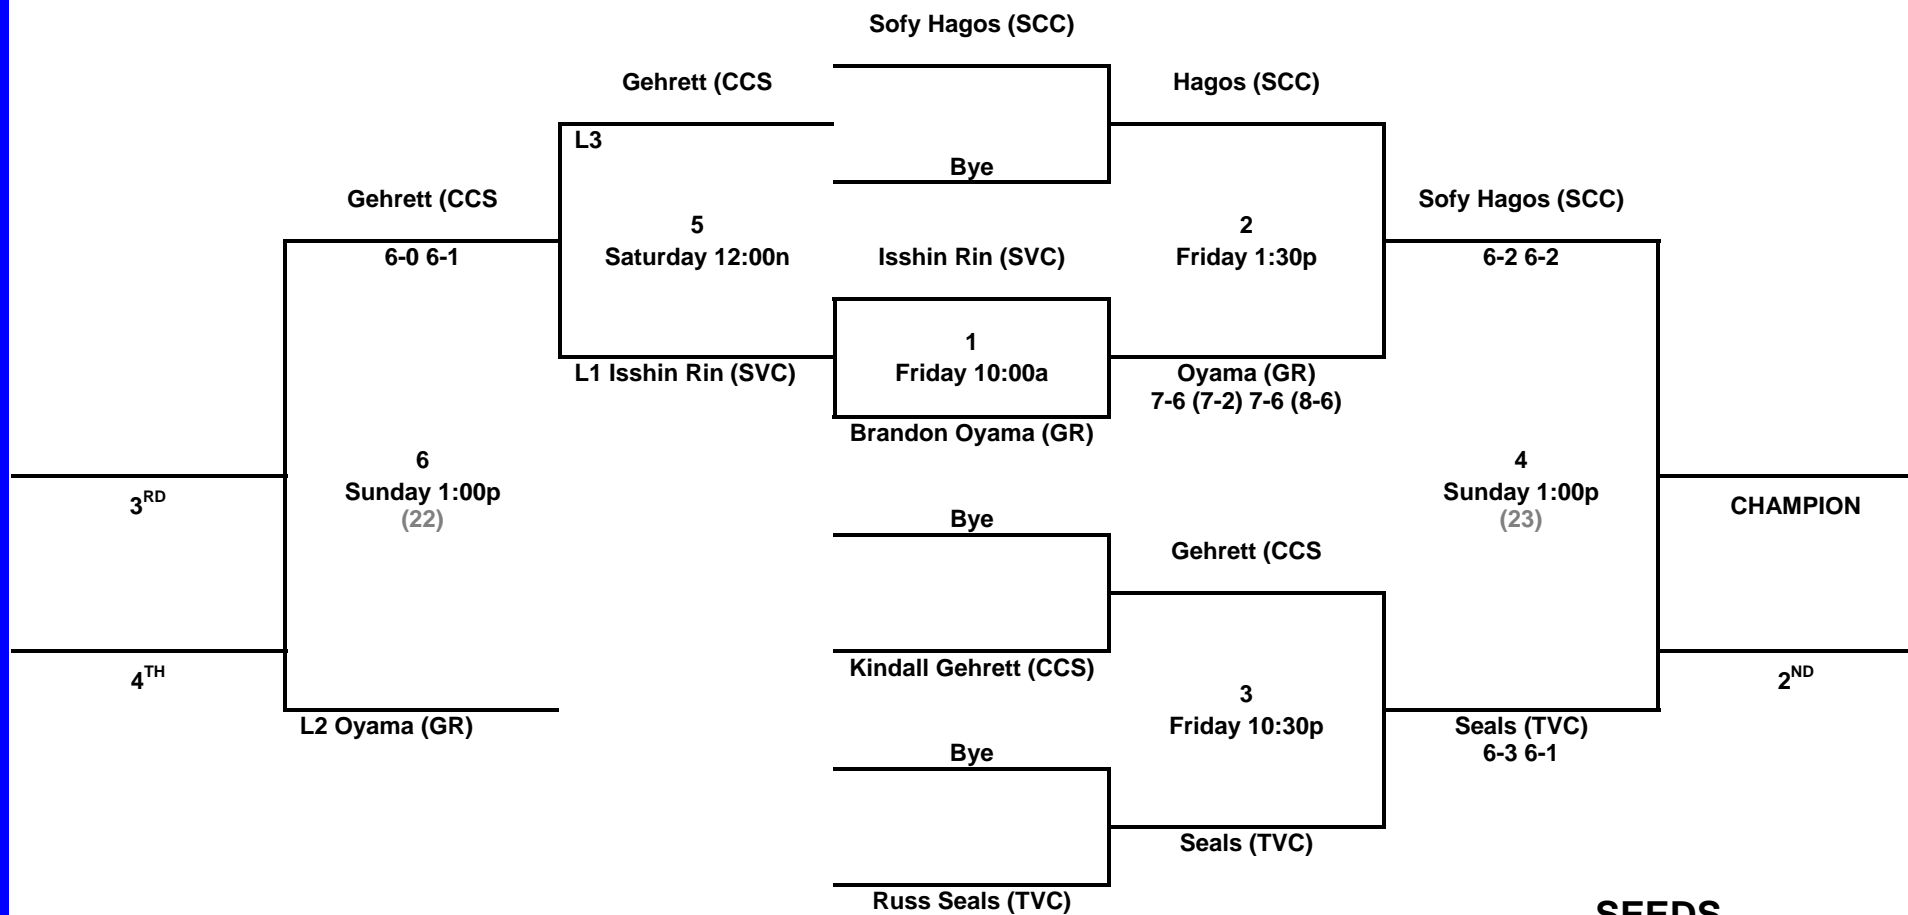 Sofy Hagos (SCC)
Gehrett (CCS
Hagos (SCC)
L3
Bye
Gehrett (CCS
Sofy Hagos (SCC)
5
2
Saturday 12:00n
Isshin Rin (SVC)
Friday 1:30p
6-0 6-1
6-2 6-2
1
Friday 10:00a
L1 Isshin Rin (SVC)
Oyama (GR)
7-6 (7-2) 7-6 (8-6)
Brandon Oyama (GR)
6
Sunday 1:00p
(22)
4
Sunday 1:00p
(23)
3RD
CHAMPION
Bye
Gehrett (CCS
Kindall Gehrett (CCS)
4TH
2ND
3
Friday 10:30p
L2 Oyama (GR)
Seals (TVC)
6-3 6-1
Bye
Seals (TVC)
Russ Seals (TVC)
SEEDS